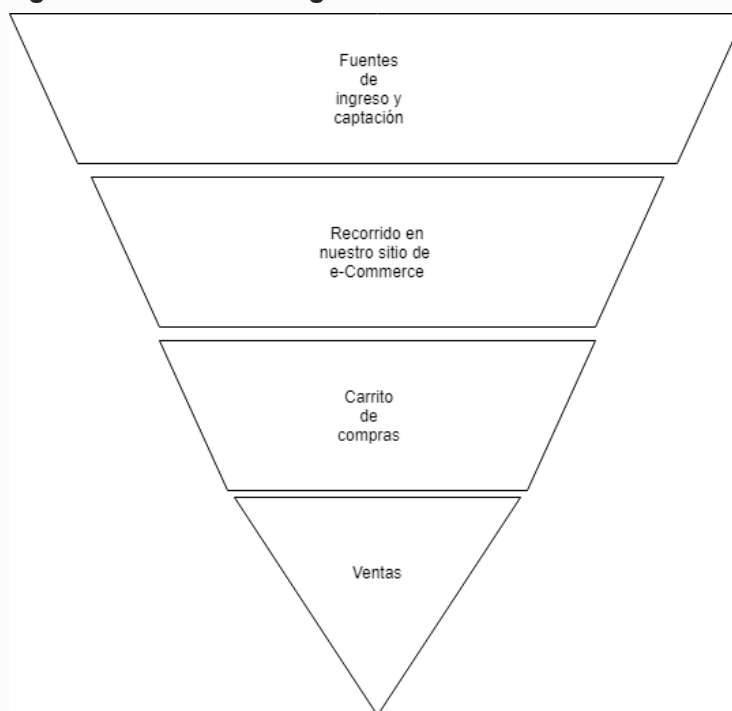 Fuentes
de
ingreso y
captación
Recorrido en
nuestro sitio de
e-Commerce
Carrito
de
compras
Ventas